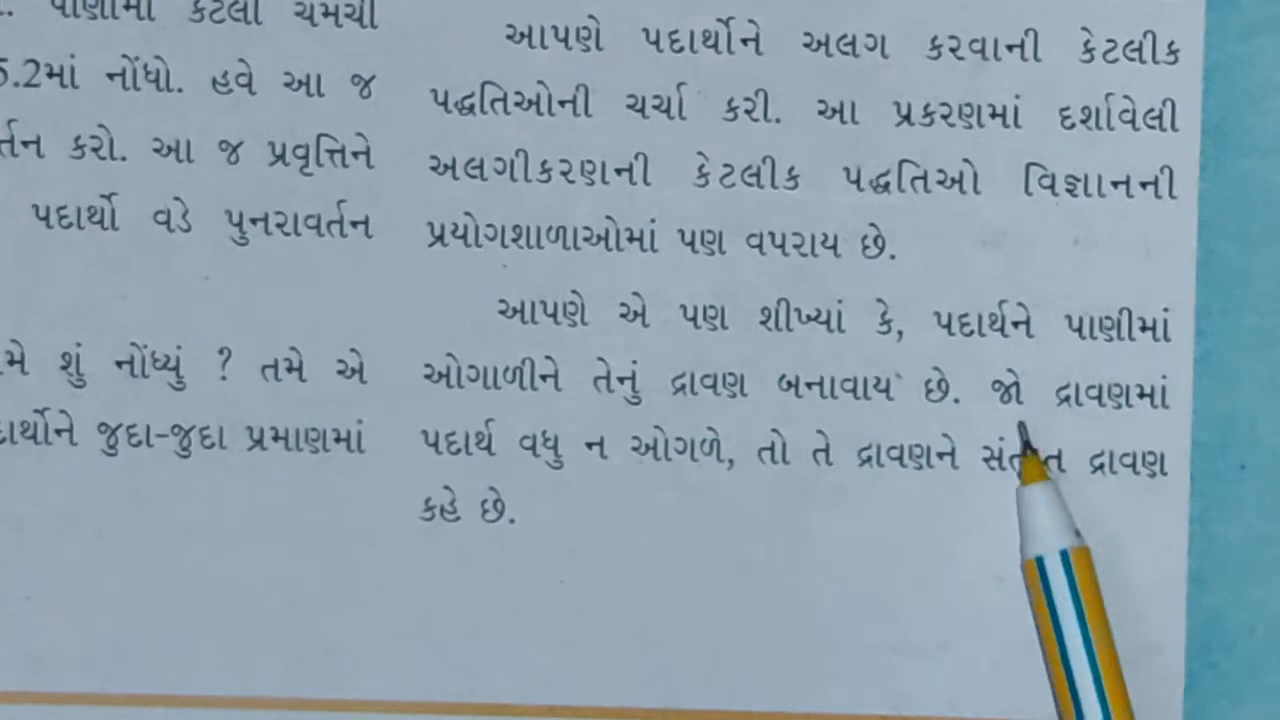 પાણીમાં કેટલી ચમચી
5.2માં નોંધો. હવે આ જ
ર્તન કરો. આ જ પ્રવૃત્તિને
પદાર્થો વડે પુનરાવર્તન
મે શું નોંધ્યું ? તમે એ
દાર્થોને જુદા-જુદા પ્રમાણમાં
આપણે પદાર્થોને અલગ કરવાની કેટલીક
પદ્ધતિઓની ચર્ચા કરી. આ પ્રકરણમાં દર્શાવેલી
અલગીકરણની કેટલીક પદ્ધતિઓ વિજ્ઞાનની
પ્રયોગશાળાઓમાં પણ વપરાય છે.
આપણે એ પણ શીખ્યાં કે, પદાર્થને પાણીમાં
ઓગાળીને તેનું દ્રાવણ બનાવાય છે. જો દ્રાવણમાં
પદાર્થ વધુ ન ઓગળે, તો તે દ્રાવણને સંતૃપ્ત દ્રાવણ
કહે છે.